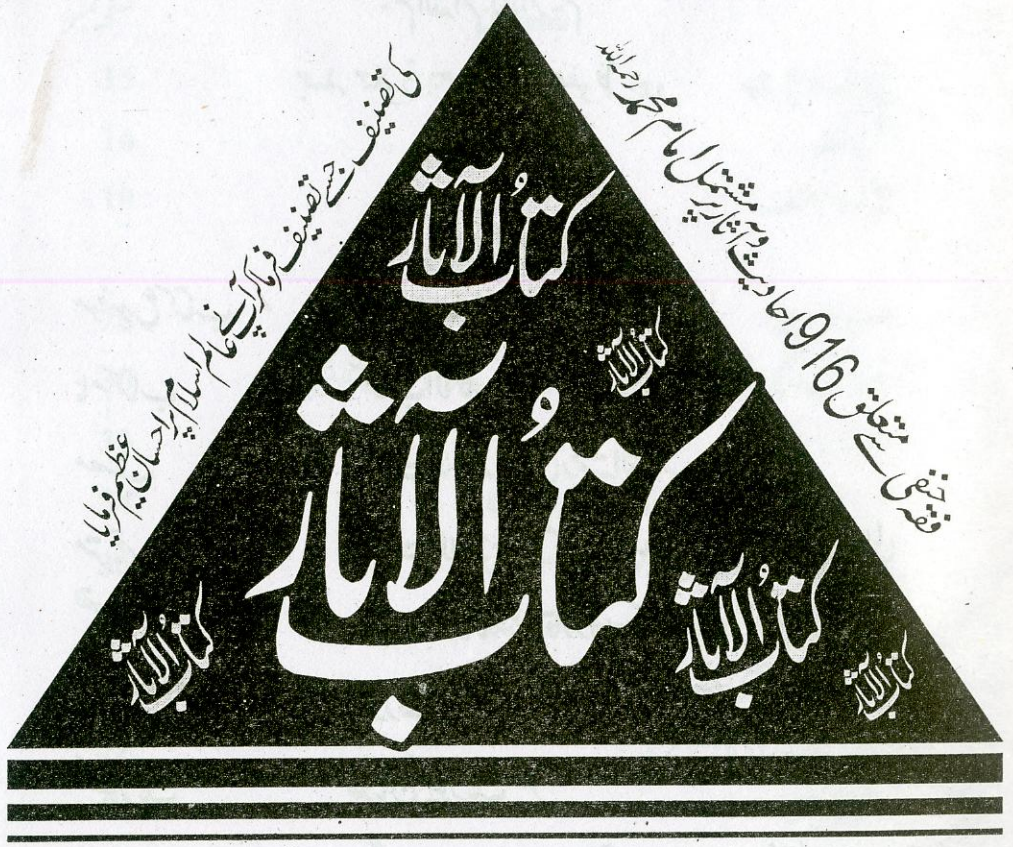 فقہ حنفی سے متعلق 916 احادیث و آثار پر مشتمل امام محمد رحمہ اللہ
کی تصنیف جسے تصنیف فرما کر آپ نے عالم اسلام پر احسان عظیم فرمایا
کتابُ الآثار
کتابُ الآثار
کتابُ الآثار
کتابُ الآثار
کتابُ الآثار
کتابُ الآثار